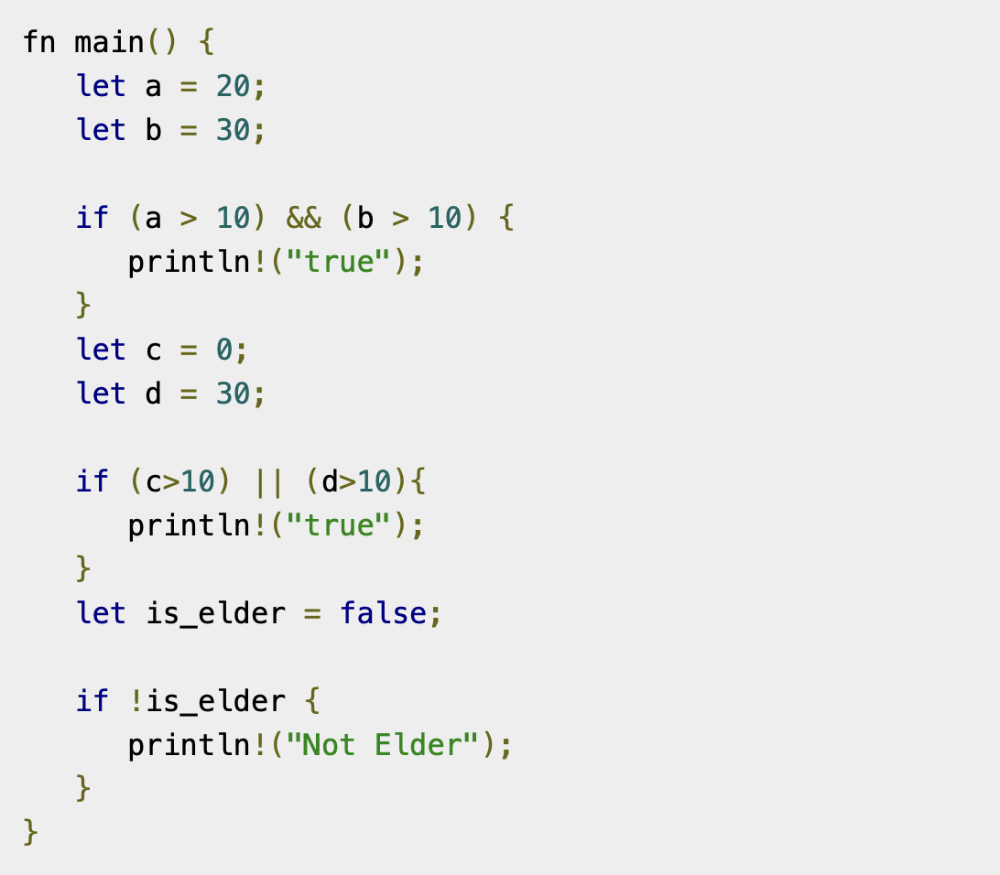 fn main() {
   let a = 20;
   let b = 30;

   if (a > 10) && (b > 10) {
      println!("true");
   }
   let c = 0;
   let d = 30;

   if (c>10) || (d>10){
      println!("true");
   }
   let is_elder = false;

   if !is_elder {
      println!("Not Elder");
   }
}